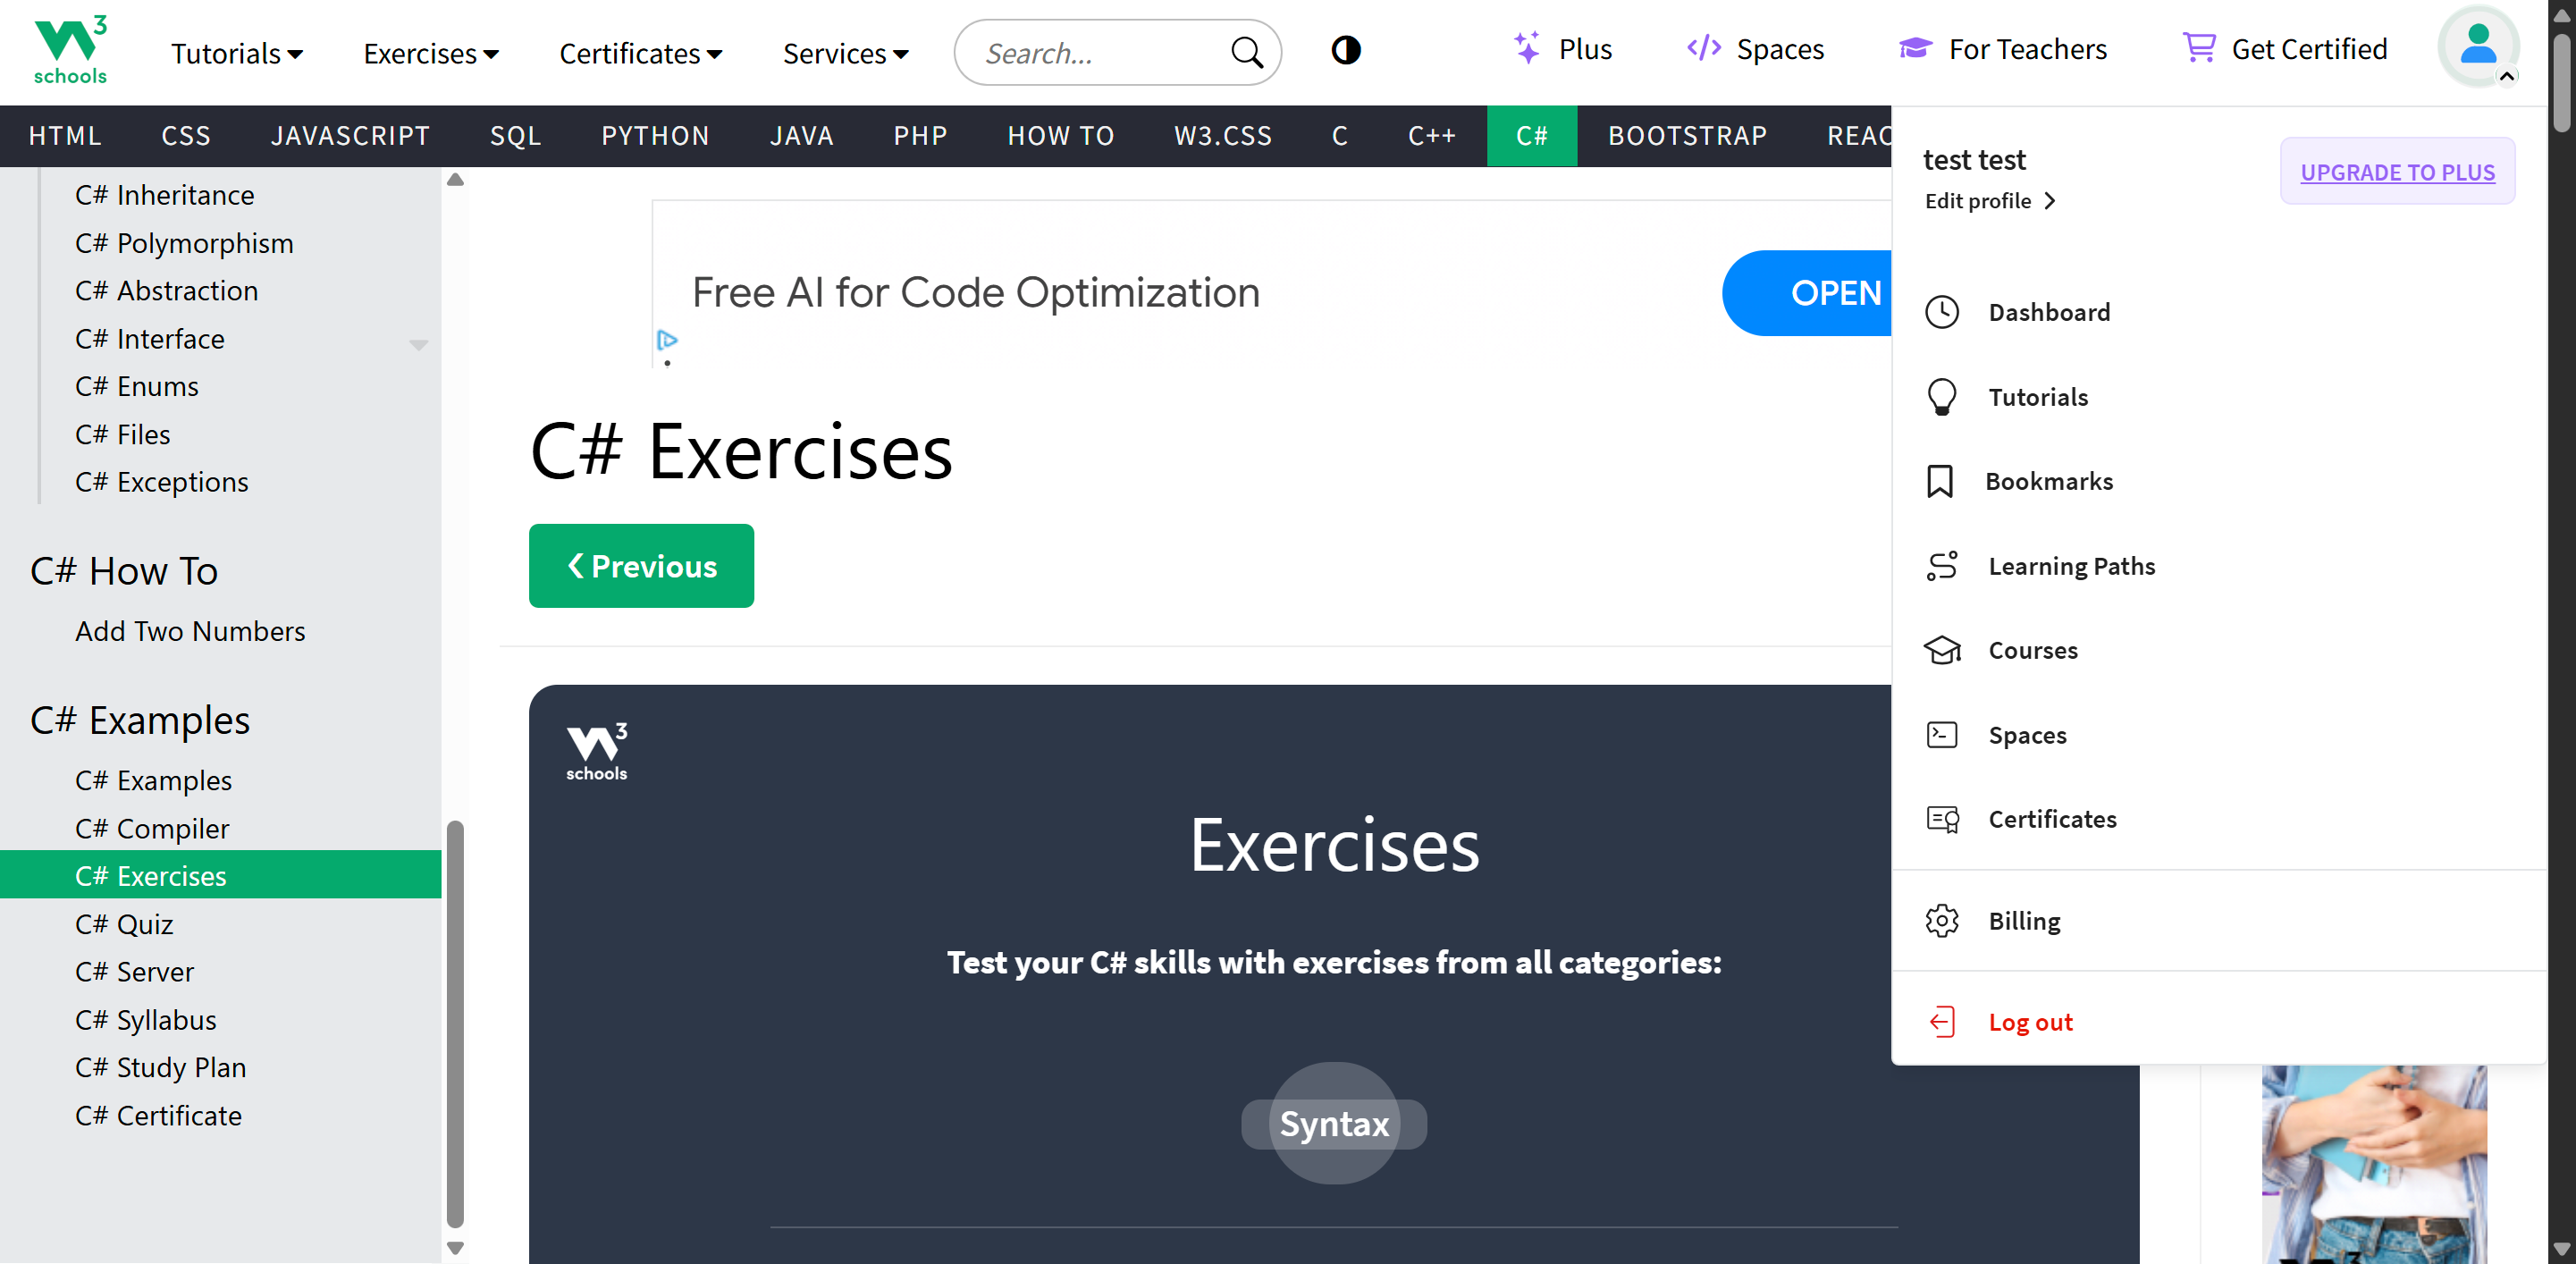 3
schools
Tutorials
Exercises
Certificates
Services
Search...
Plus
Spaces
For Teachers
Get Certified
HTML
CSS
JAVASCRIPT
SQL
PYTHON
JAVA
PHP
HOW TO
W3.CSS
C
C++
C#
BOOTSTRAP
REAC
C# Inheritance
C# Polymorphism
C# Abstraction
C# Interface
C# Enums
C# Files
C# Exceptions
C# How To
Add Two Numbers
C# Examples
C# Examples
C# Compiler
C# Exercises
C# Quiz
C# Server
C# Syllabus
C# Study Plan
C# Certificate
Free AI for Code Optimization
OPEN
C# Exercises
❮ Previous
3
schools
Exercises
Test your C# skills with exercises from all categories:
Syntax
test test
Edit profile
UPGRADE TO PLUS
Dashboard
Tutorials
Bookmarks
Learning Paths
Courses
Spaces
Certificates
Billing
Log out